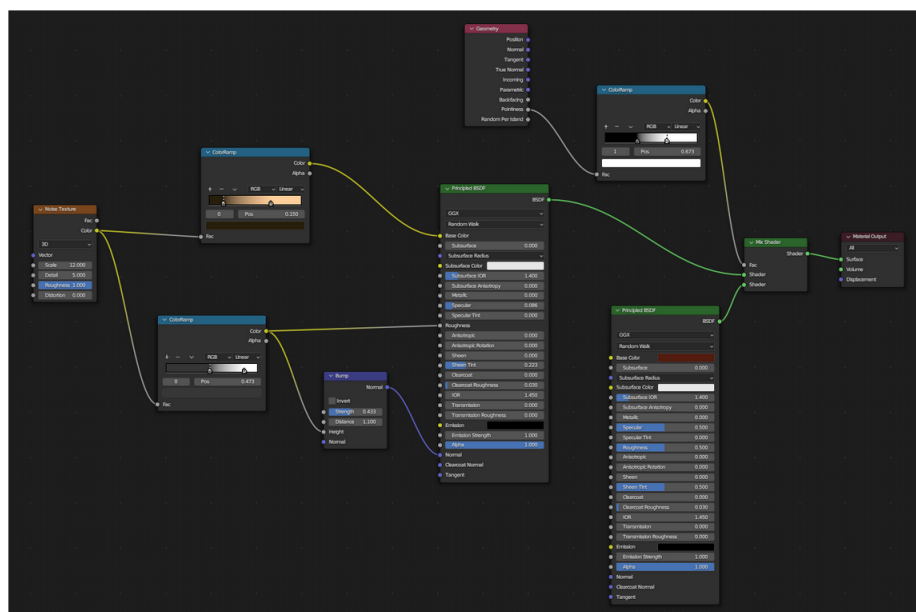 Geometry
Position
Normal
Tangent
True Normal
Incoming
Parametric
Backfacing
Pointiness
Random Per Island
ColorRamp
Color
Alpha
RGB Linear
1 Pos 0.673
Fac
ColorRamp
Color
Alpha
RGB Linear
0 Pos 0.150
Fac
Noise Texture
Fac
Color
3D
Vector
Scale 12.000
Detail 5.000
Roughness 1.000
Distortion 0.000
ColorRamp
Color
Alpha
RGB Linear
0 Pos 0.473
Fac
Bump
Normal
Invert
Strength 0.433
Distance 1.100
Height
Normal
Principled BSDF
BSDF
GGX
Random Walk
Base Color
Subsurface 0.000
Subsurface Radius
Subsurface Color
Subsurface IOR 1.400
Subsurface Anisotropy 0.000
Metallic 0.000
Specular 0.086
Specular Tint 0.000
Roughness
Anisotropic 0.000
Anisotropic Rotation 0.000
Sheen 0.000
Sheen Tint 0.223
Clearcoat 0.000
Clearcoat Roughness 0.030
IOR 1.450
Transmission 0.000
Transmission Roughness 0.000
Emission
Emission Strength 1.000
Alpha 1.000
Normal
Clearcoat Normal
Tangent
Principled BSDF
BSDF
GGX
Random Walk
Base Color
Subsurface 0.000
Subsurface Radius
Subsurface Color
Subsurface IOR 1.400
Subsurface Anisotropy 0.000
Metallic 0.000
Specular 0.500
Specular Tint 0.000
Roughness 0.500
Anisotropic 0.000
Anisotropic Rotation 0.000
Sheen 0.000
Sheen Tint 0.500
Clearcoat 0.000
Clearcoat Roughness 0.030
IOR 1.450
Transmission 0.000
Transmission Roughness 0.000
Emission
Emission Strength 1.000
Alpha 1.000
Normal
Clearcoat Normal
Tangent
Mix Shader
Shader
Fac
Shader
Shader
Material Output
All
Surface
Volume
Displacement